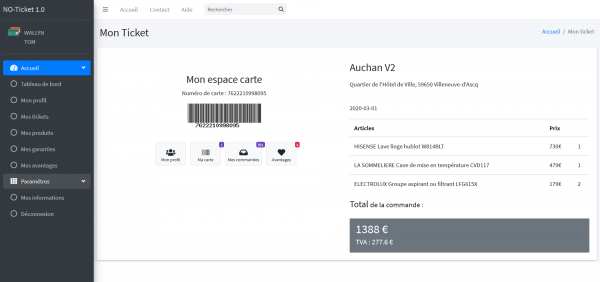 NO-Ticket 1.0
WALLYN
TOM
Accueil
Tableau de bord
Mon profil
Mes tickets
Mes produits
Mes garanties
Mes avantages
Paramètres
Mes informations
Déconnexion
Accueil Contact Aide Rechercher
Mon Ticket
Accueil / Mon ticket
Mon espace carte
Numéro de carte : 7622210998095
7622210998095
Mon profil
Ma carte
Mes commandes
Avantages
Auchan V2
Quartier de l'Hôtel de Ville, 59650 Villeneuve-d'Ascq
2020-03-01
Articles Prix
HISENSE Lave linge hublot W814BLT 730€ 1
LA SOMMELIERE Cave de mise en température CVD117 479€ 1
ELECTROLUX Groupe aspirant ou filtrant LFG615X 179€ 2
Total de la commande :
1388 €
TVA : 277.6 €